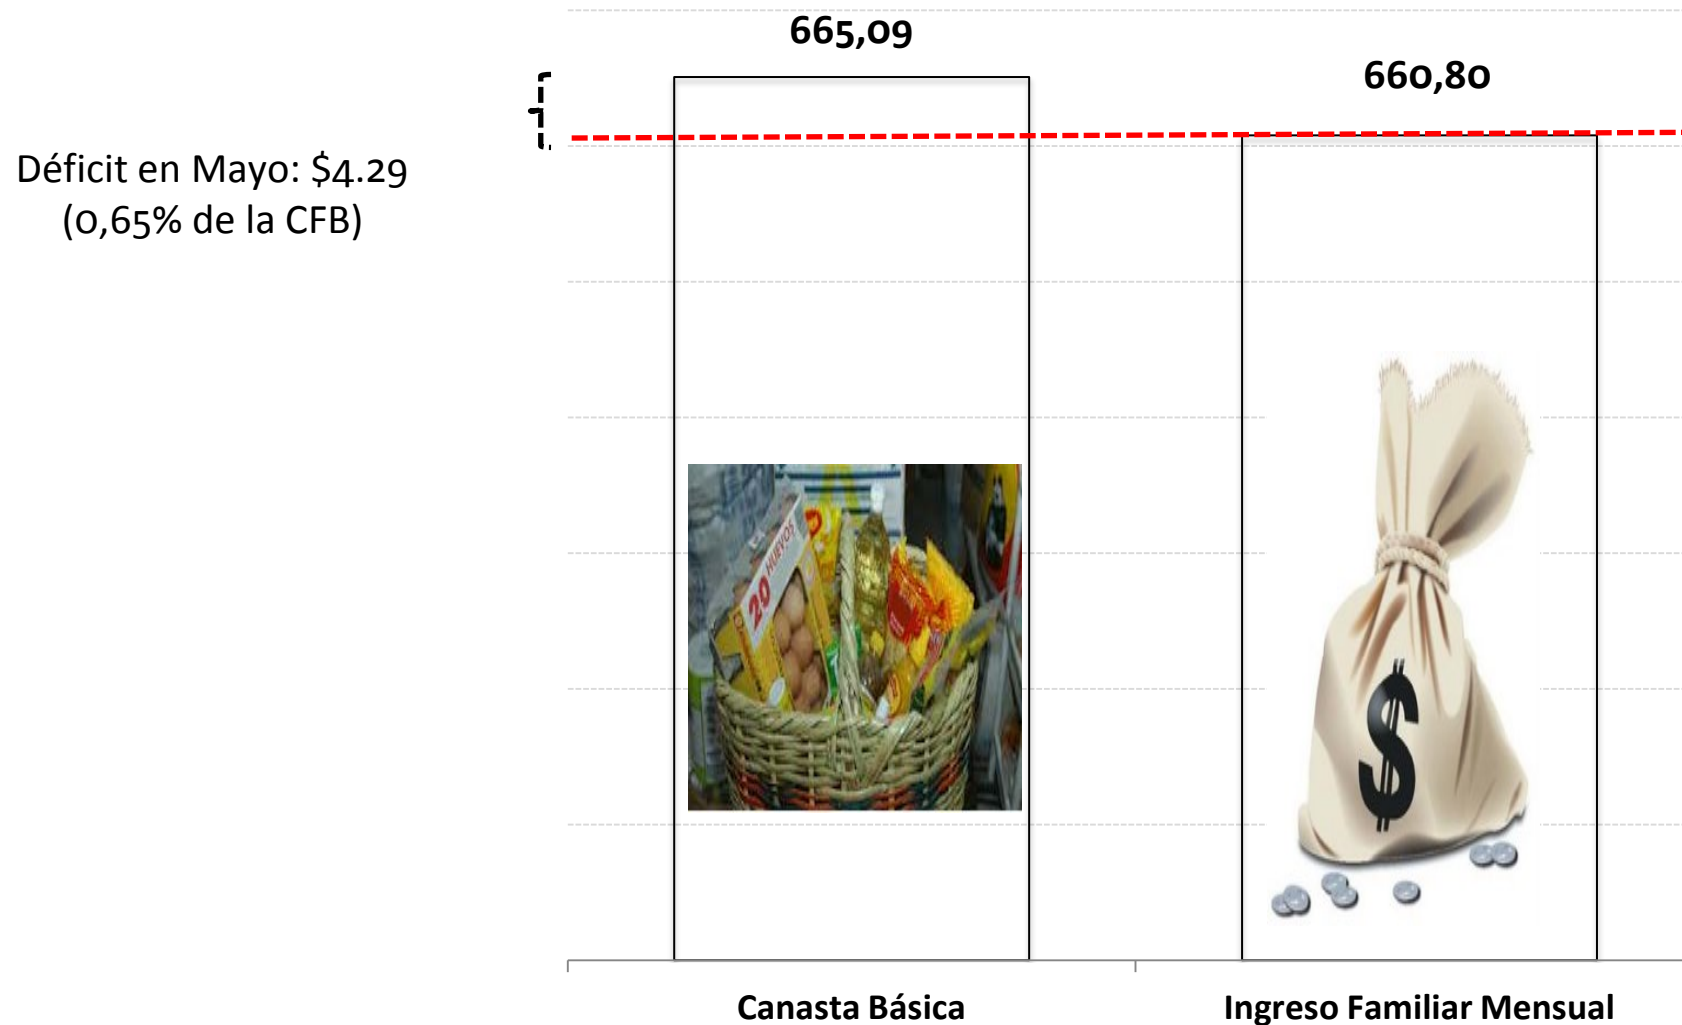 665,09
660,80
Déficit en Mayo: $4.29
(0,65% de la CFB)
20 HUEVOS
$
Canasta Básica
Ingreso Familiar Mensual